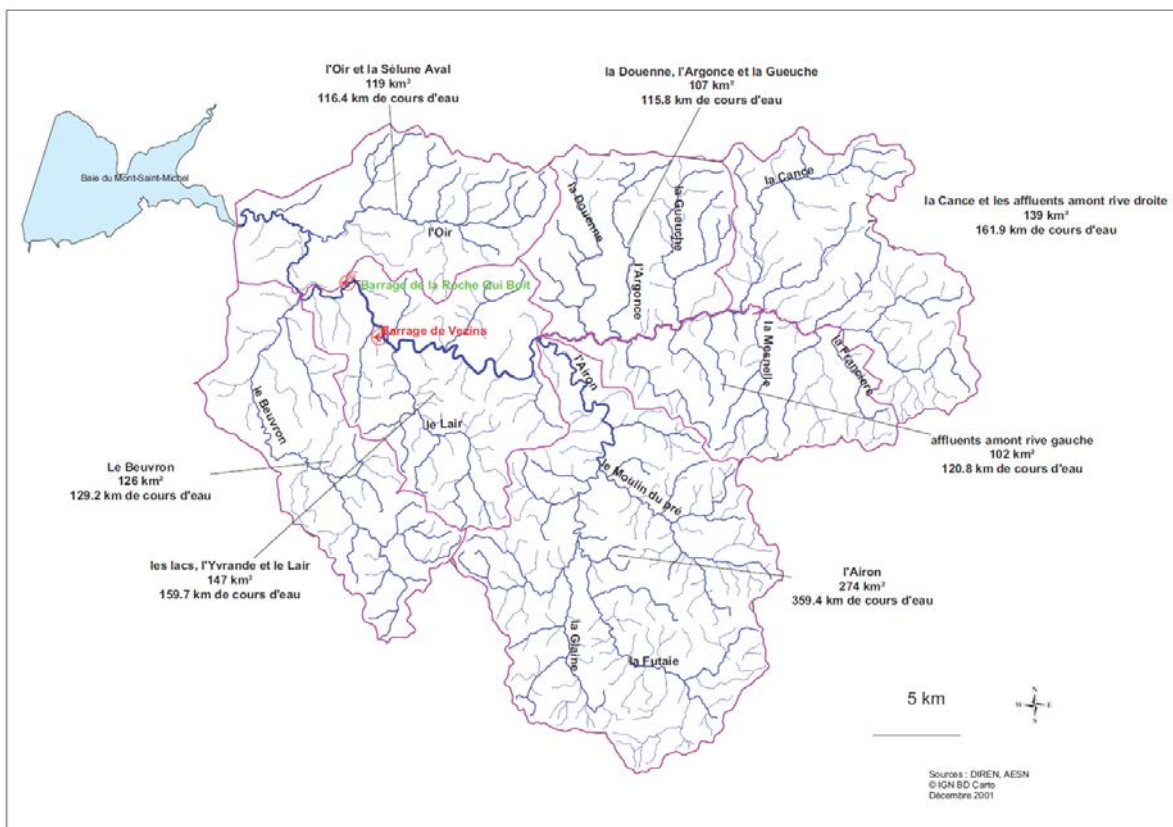 l'Oir et la Sélune Aval
119 km²
116.4 km de cours d'eau
la Douenne, l'Argonce et la Gueuche
107 km²
115.8 km de cours d'eau
Baie du Mont-Saint-Michel
la Cance
la Douenne
la Gueuche
l'Argonce
l'Oir
la Cance et les affluents amont rive droite
139 km²
161.9 km de cours d'eau
Barrage de la Roche Qui Boit
Barrage de Vezins
l'Airon
la Mesnelle
la Francière
le Beuvron
le Lair
affluents amont rive gauche
102 km²
120.8 km de cours d'eau
Le Beuvron
126 km²
129.2 km de cours d'eau
le Moulin du pré
les lacs, l'Yvrande et le Lair
147 km²
159.7 km de cours d'eau
l'Airon
274 km²
359.4 km de cours d'eau
la Glaine
la Futaie
5 km
N
W E
S
Sources : DIREN, AESN
© IGN BD Carto
Décembre 2001